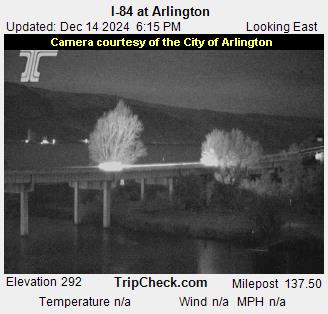 I-84 at Arlington
Updated: Dec 14 2024 6:15 PM Looking East
Camera courtesy of the City of Arlington
Elevation 292 TripCheck.com Milepost 137.50
Temperature n/a Wind n/a MPH n/a